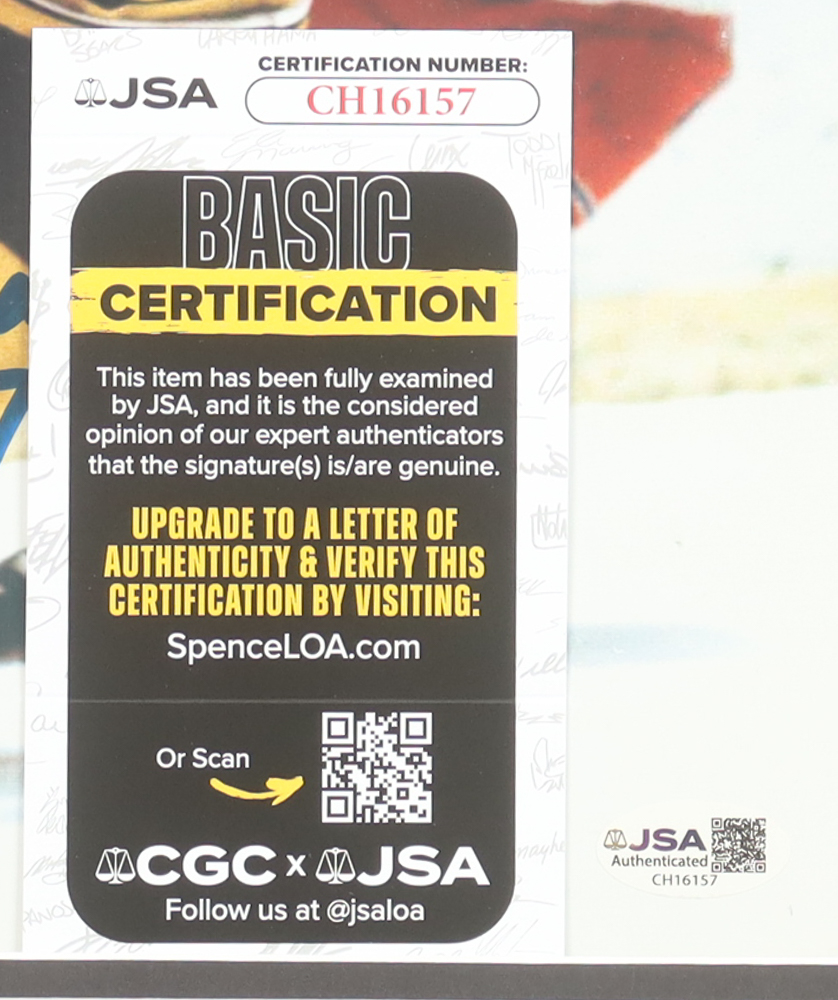 JSA
CERTIFICATION NUMBER:
CH16157
BASIC
CERTIFICATION
This item has been fully examined
by JSA, and it is the considered
opinion of our expert authenticators
that the signature(s) is/are genuine.
UPGRADE TO A LETTER OF
AUTHENTICITY & VERIFY THIS
CERTIFICATION BY VISITING:
SpenceLOA.com
Or Scan
CGC x JSA
Follow us at @jsaloa
JSA
Authenticated
CH16157